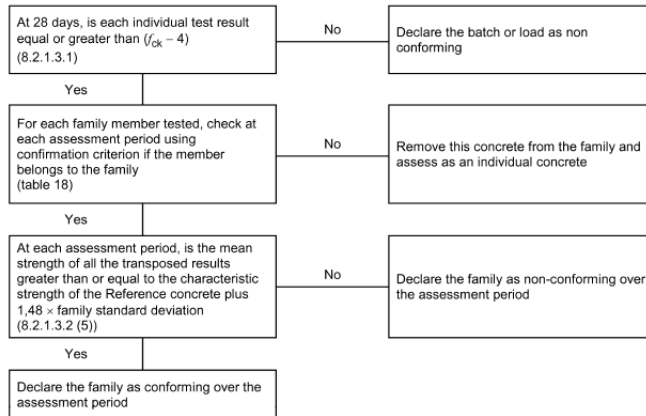 At 28 days, is each individual test result
equal or greater than (fck – 4)
(8.2.1.3.1)
No
Declare the batch or load as non
conforming
Yes
For each family member tested, check at
each assessment period using
confirmation criterion if the member
belongs to the family
(table 18)
No
Remove this concrete from the family and
assess as an individual concrete
Yes
At each assessment period, is the mean
strength of all the transposed results
greater than or equal to the characteristic
strength of the Reference concrete plus
1,48 × family standard deviation
(8.2.1.3.2 (5))
No
Declare the family as non-conforming over
the assessment period
Yes
Declare the family as conforming over the
assessment period